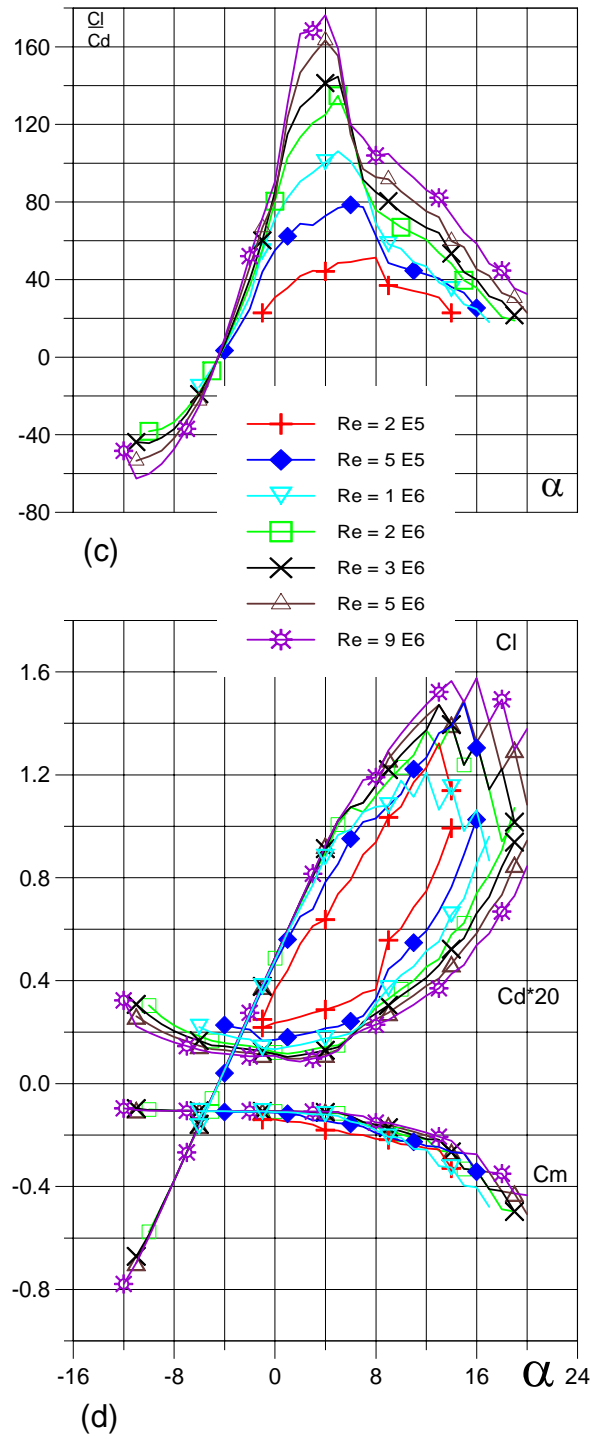 Cl
Cd
160
120
80
40
0
-40
-80
α
(c)
Re = 2 E5
Re = 5 E5
Re = 1 E6
Re = 2 E6
Re = 3 E6
Re = 5 E6
Re = 9 E6
Cl
1.6
1.2
0.8
0.4
Cd*20
0.0
-0.4
Cm
-0.8
-16 -8 0 8 16 α 24
(d)